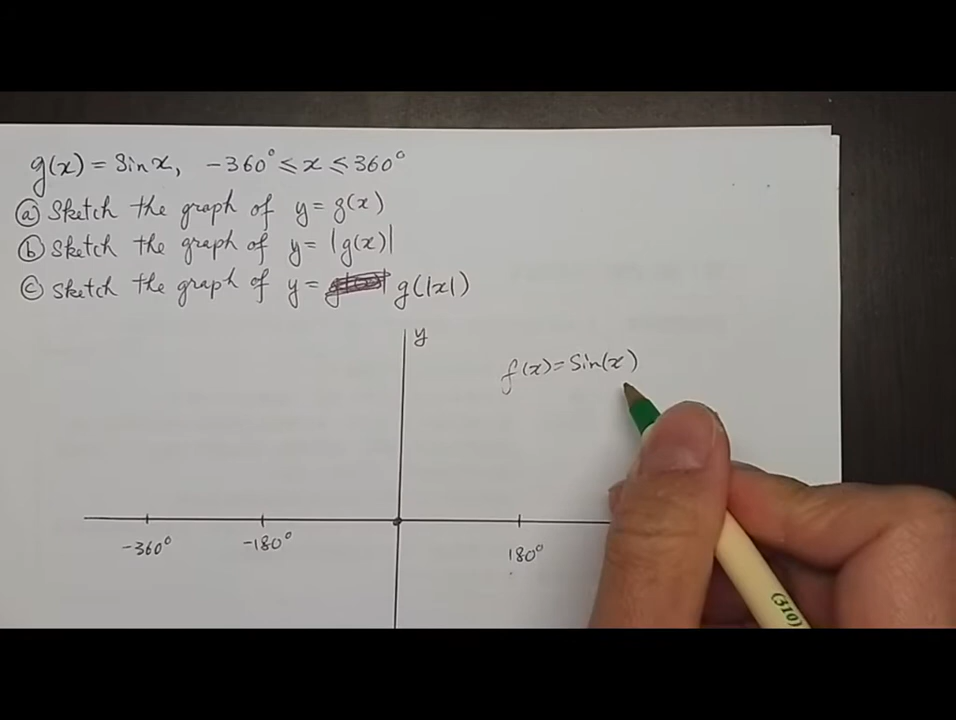 g(x) = Sin x, -360° ≤ x ≤ 360°
ⓐ Sketch the graph of y = g(x)
ⓑ Sketch the graph of y = |g(x)|
ⓒ Sketch the graph of y = g(|x|)
y
f(x) = Sin(x)
-360° -180° 180°
(310)